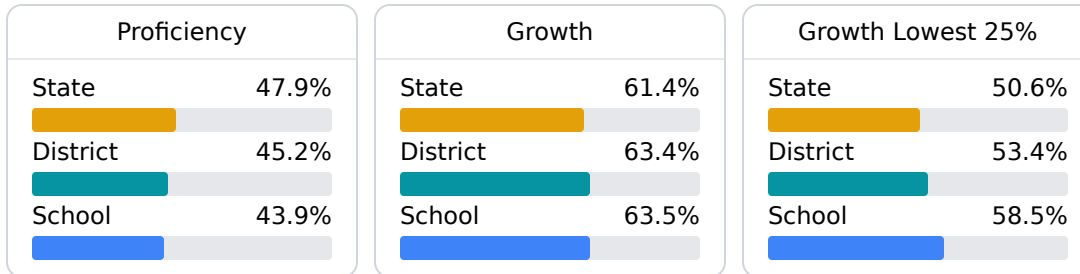 Proficiency
State 47.9%
District 45.2%
School 43.9%
Growth
State 61.4%
District 63.4%
School 63.5%
Growth Lowest 25%
State 50.6%
District 53.4%
School 58.5%